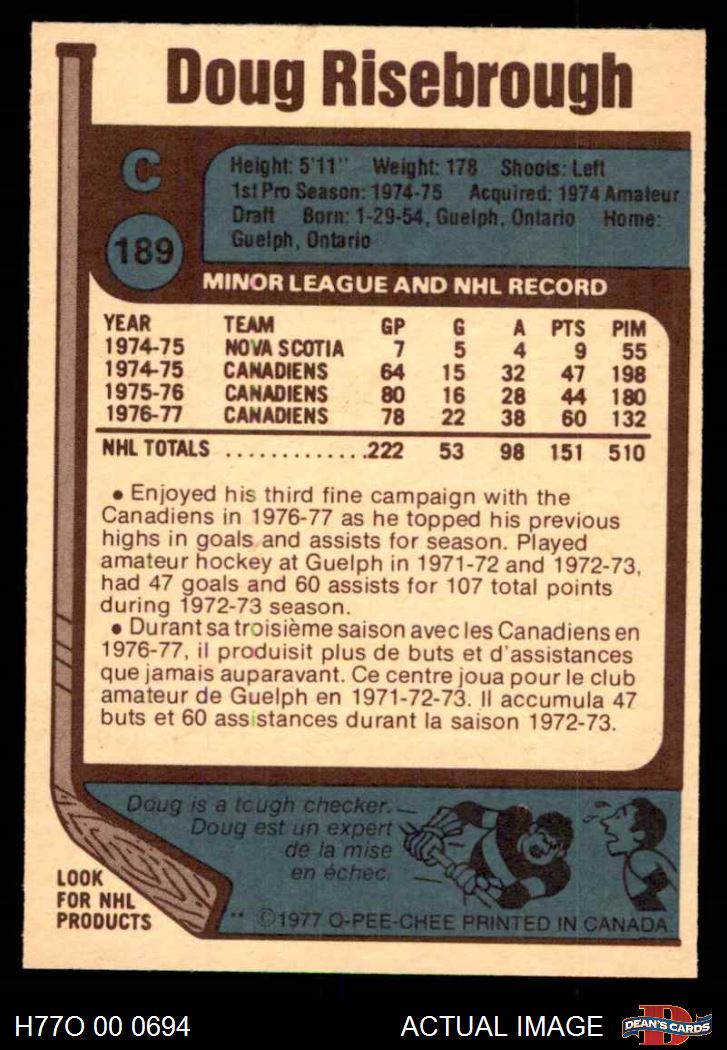 Doug Risebrough
C
189
Height: 5'11" Weight: 178 Shoots: Left
1st Pro Season: 1974-75 Acquired: 1974 Amateur
Draft Born: 1-29-54, Guelph, Ontario Home:
Guelph, Ontario
MINOR LEAGUE AND NHL RECORD
YEAR TEAM GP G A PTS PIM
1974-75 NOVA SCOTIA 7 5 4 9 55
1974-75 CANADIENS 64 15 32 47 198
1975-76 CANADIENS 80 16 28 44 180
1976-77 CANADIENS 78 22 38 60 132
NHL TOTALS .............222 53 98 151 510
• Enjoyed his third fine campaign with the
Canadiens in 1976-77 as he topped his previous
highs in goals and assists for season. Played
amateur hockey at Guelph in 1971-72 and 1972-73,
had 47 goals and 60 assists for 107 total points
during 1972-73 season.
• Durant sa troisième saison avec les Canadiens en
1976-77, il produisit plus de buts et d'assistances
que jamais auparavant. Ce centre joua pour le club
amateur de Guelph en 1971-72-73. Il accumula 47
buts et 60 assistances durant la saison 1972-73.
Doug is a tough checker.
Doug est un expert
de la mise
en échec.
LOOK
FOR NHL
PRODUCTS
** ©1977 O-PEE-CHEE PRINTED IN CANADA
H77O 00 0694
ACTUAL IMAGE
D
DEAN'S CARDS